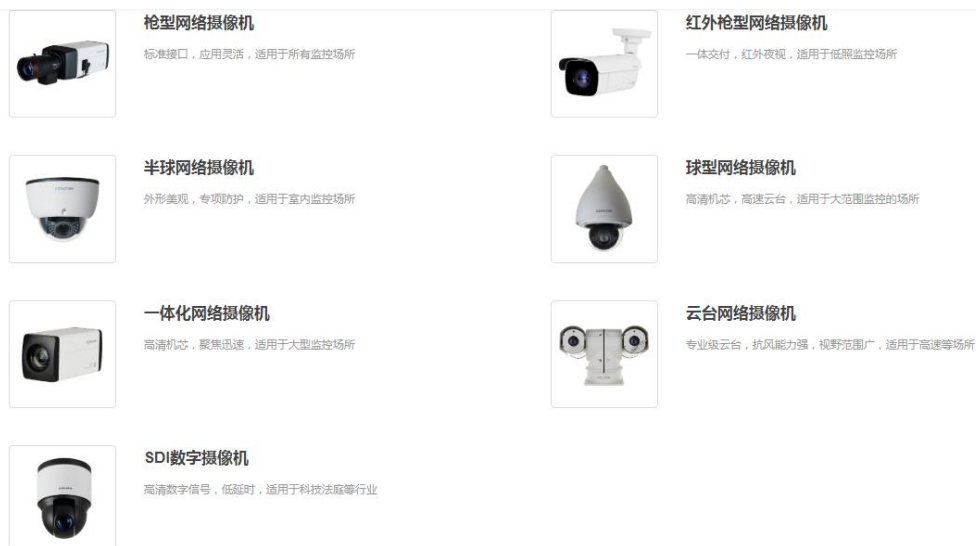 枪型网络摄像机
标准接口，应用灵活，适用于所有监控场所
红外枪型网络摄像机
一体交付，红外夜视，适用于低照监控场所
半球网络摄像机
外形美观，专项防护，适用于室内监控场所
球型网络摄像机
高清机芯，高速云台，适用于大范围监控的场所
一体化网络摄像机
高清机芯，聚焦迅速，适用于大型监控场所
云台网络摄像机
专业级云台，抗风能力强，视野范围广，适用于高速等场所
SDI数字摄像机
高清数字信号，低延时，适用于科技法庭等行业